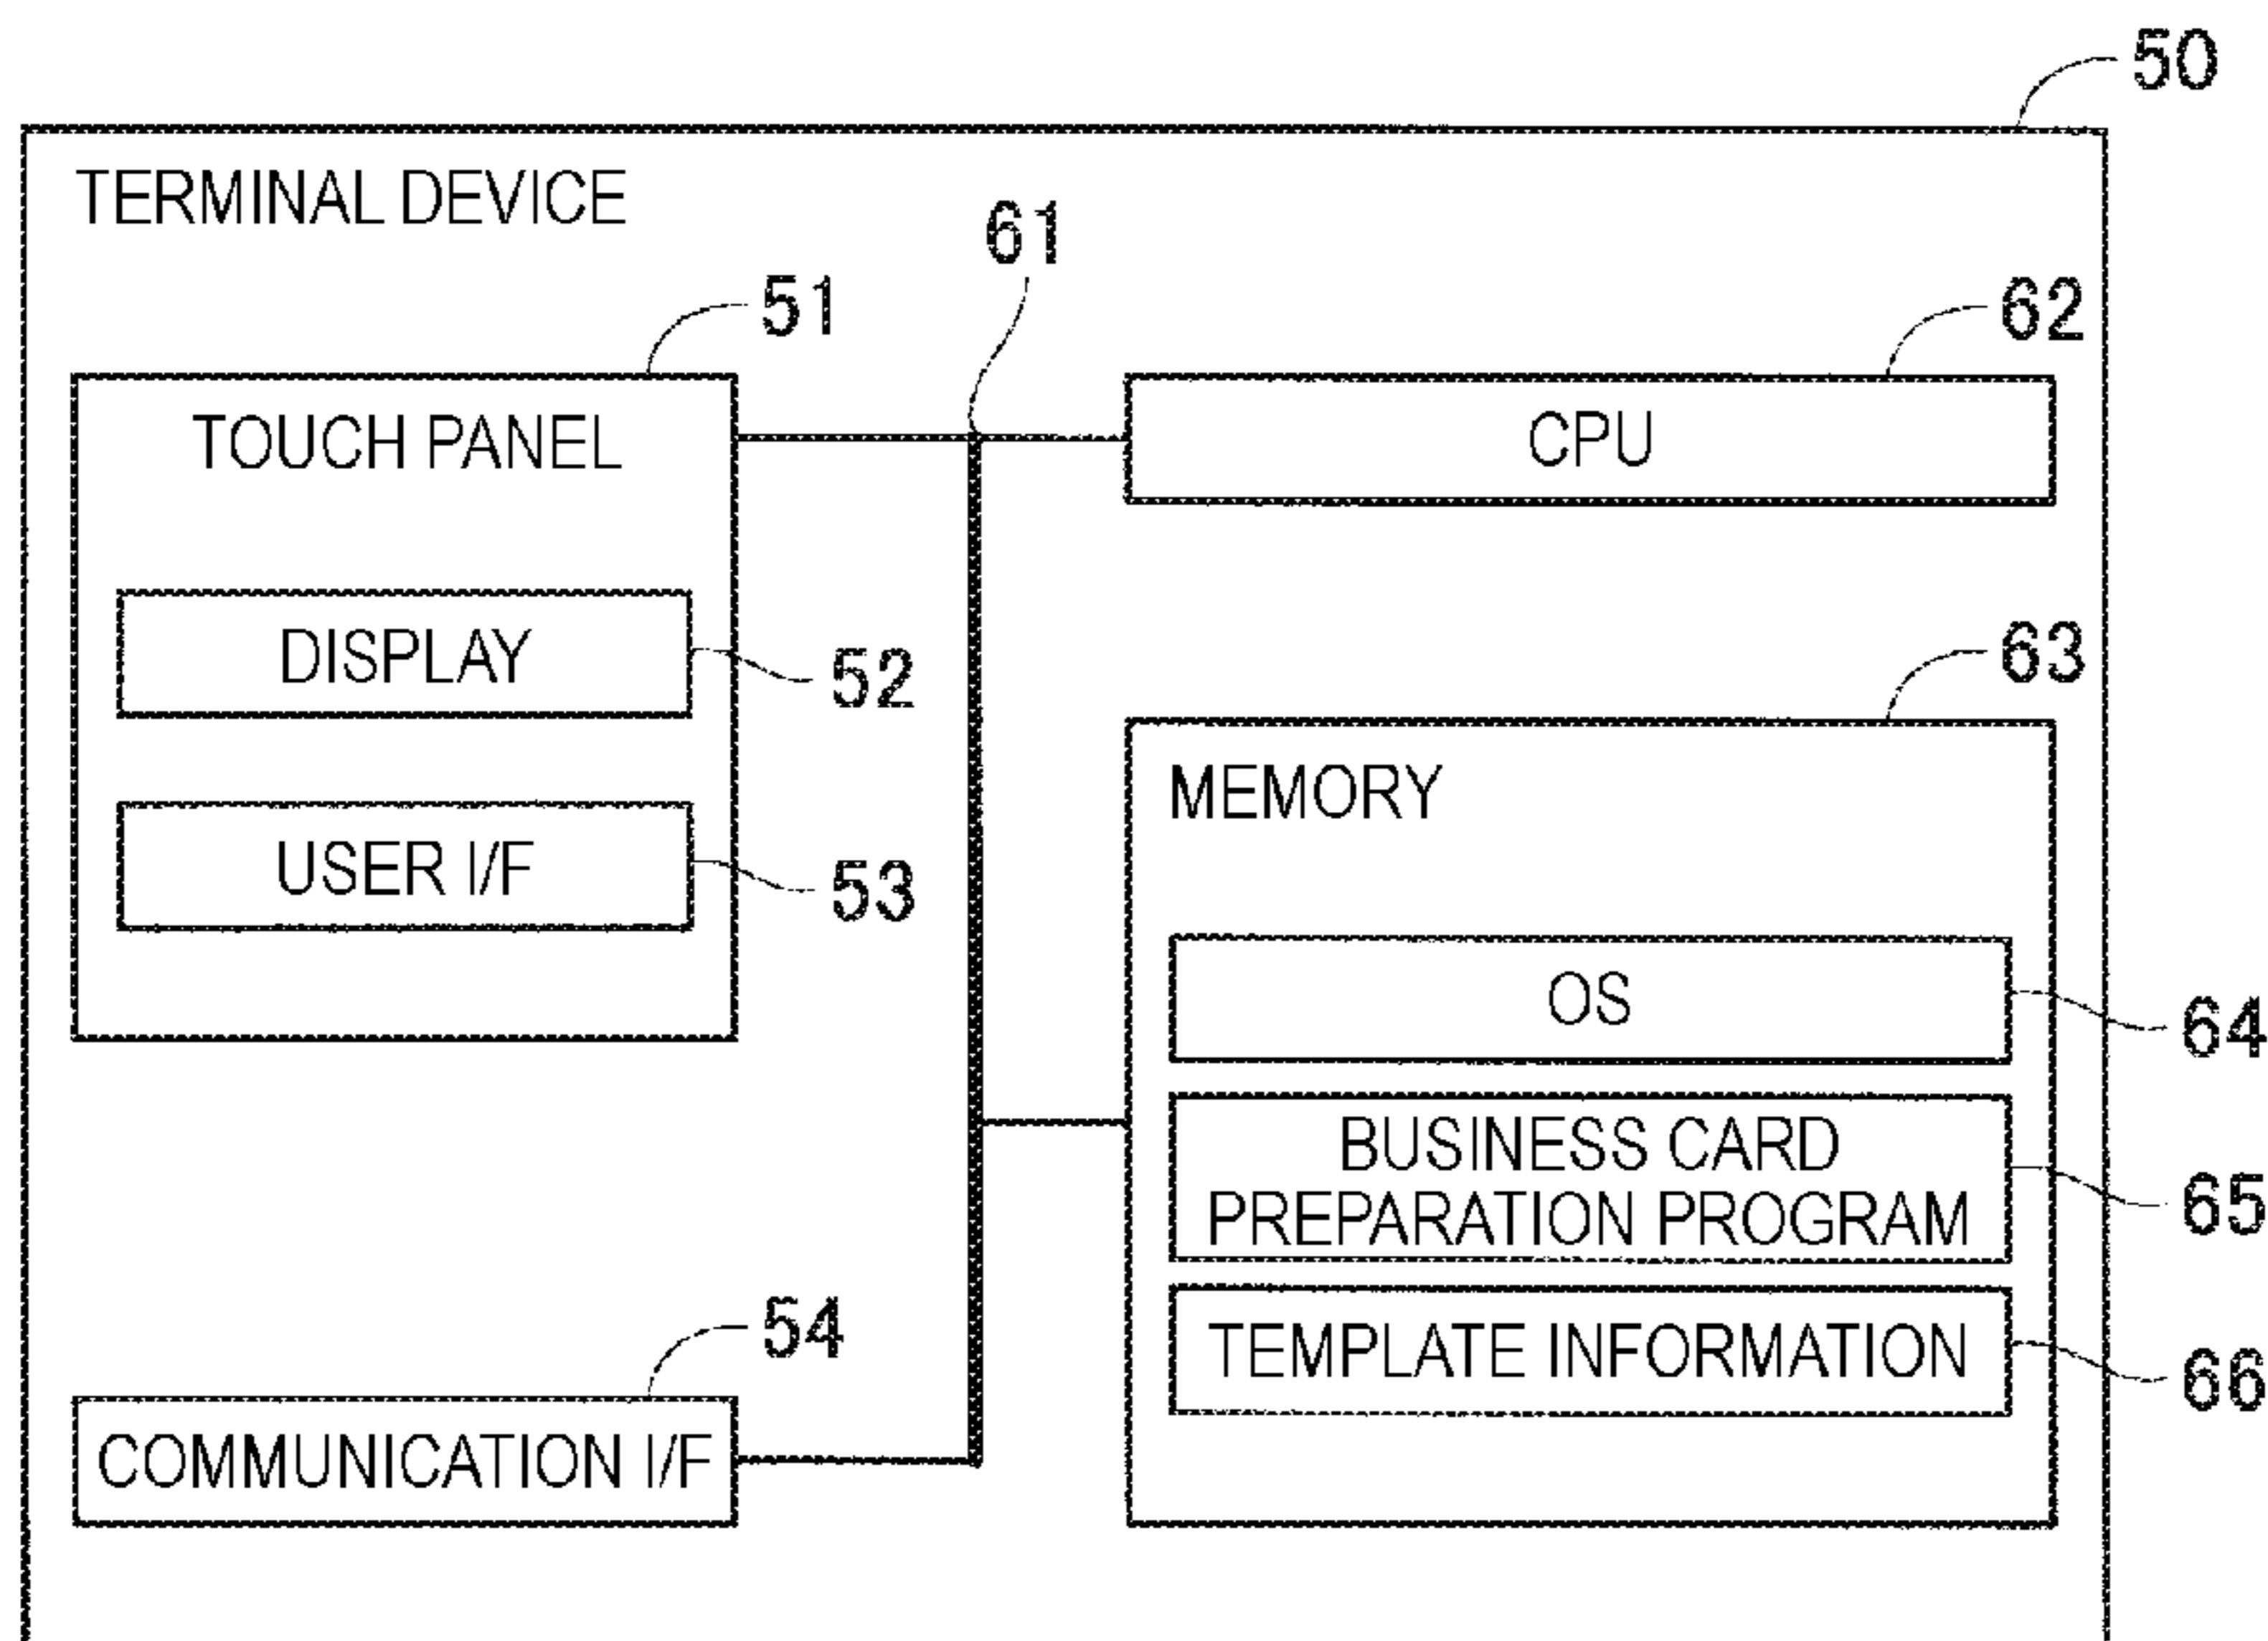 50
TERMINAL DEVICE
61
51
62
TOUCH PANEL
CPU
DISPLAY
52
63
MEMORY
USER I/F
53
OS
64
BUSINESS CARD
PREPARATION PROGRAM
65
54
TEMPLATE INFORMATION
66
COMMUNICATION I/F